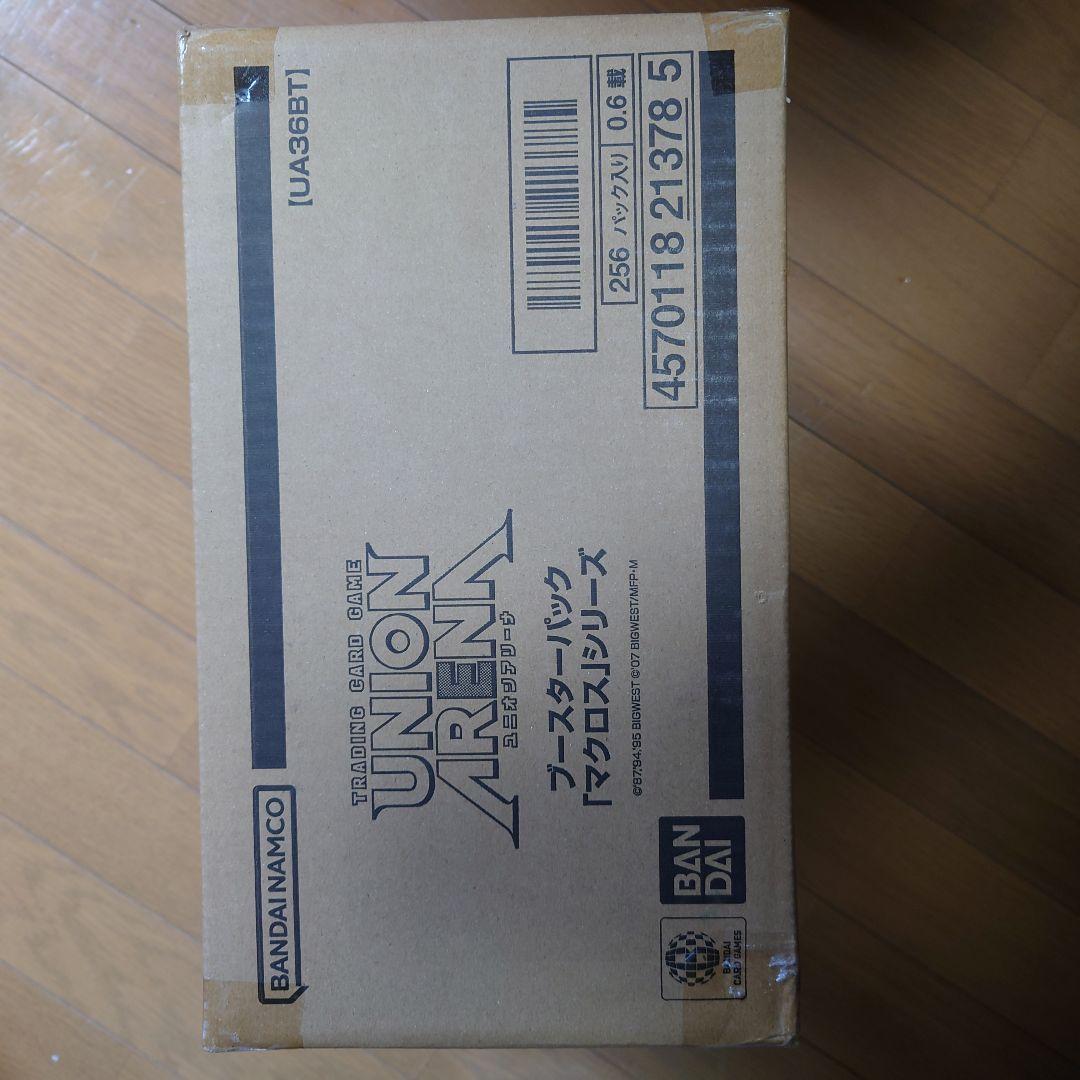 BANDAI NAMCO
【UA36BT】
TRADING CARD GAME
UNION
ARENA
ユニオンアリーナ
ブースターパック
「マクロス」シリーズ
©'87,'94,'95 BIGWEST ©'07 BIGWEST/MFP・M
256 パック入り
0.6 載
4570118 21378 5
BANDAI
CARD GAMES
BAN
DAI